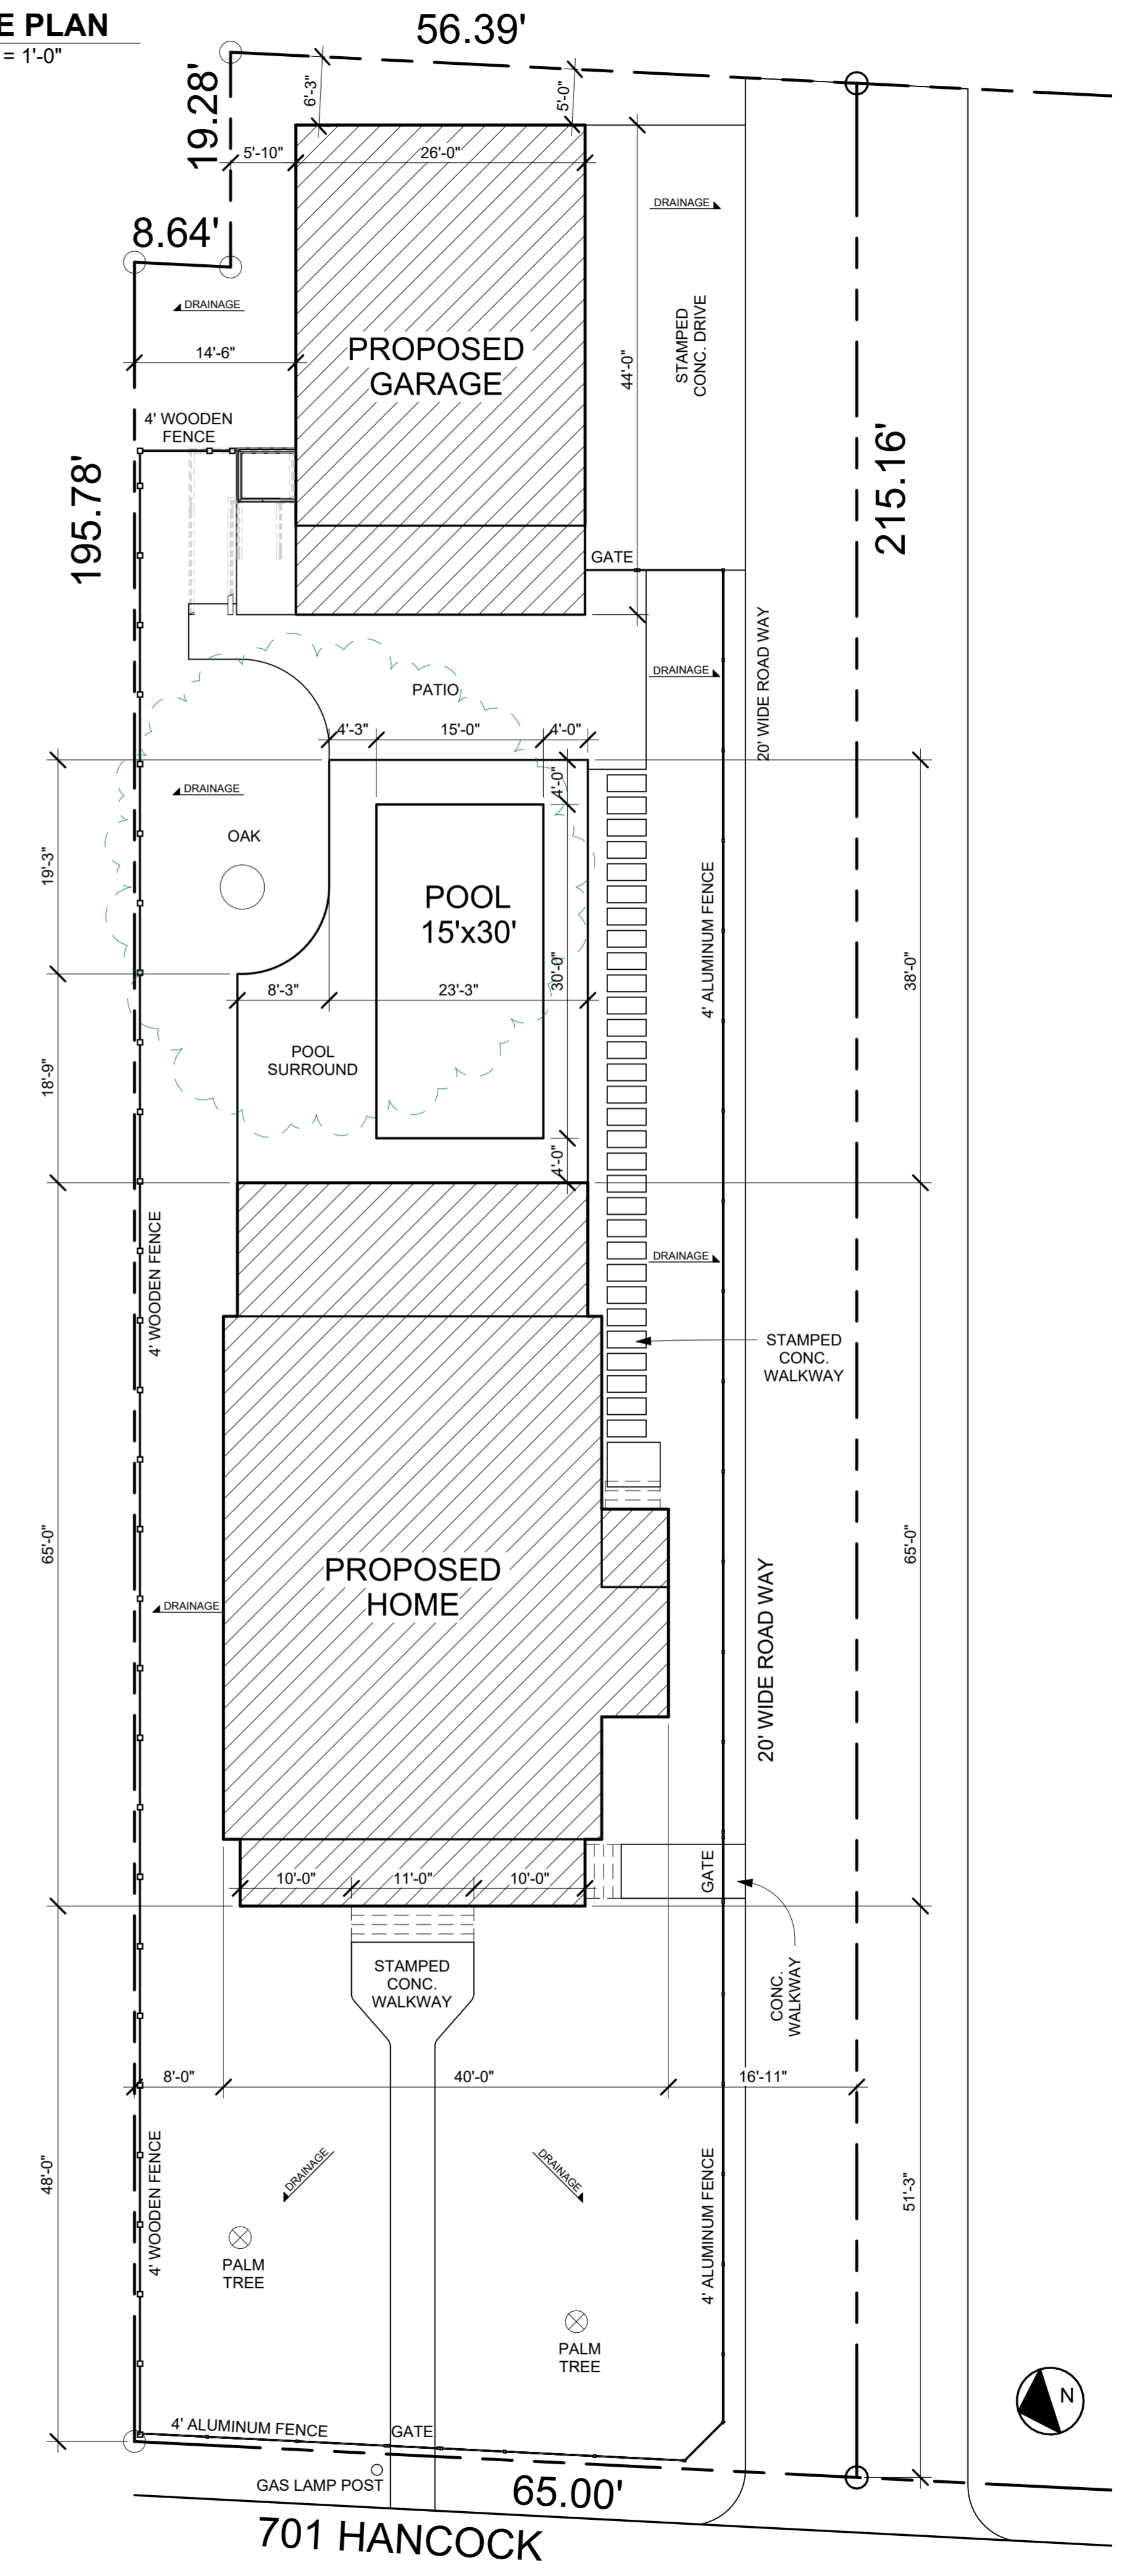 E PLAN
= 1'-0"
56.39'
19.28'
6'-3"
5'-0"
5'-10"
26'-0"
8.64'
DRAINAGE
DRAINAGE
14'-6"
PROPOSED
GARAGE
44'-0"
STAMPED
CONC. DRIVE
4' WOODEN
FENCE
195.78'
215.16'
GATE
20' WIDE ROAD WAY
DRAINAGE
PATIO
4'-3"
15'-0"
4'-0"
4'-0"
DRAINAGE
OAK
19'-3"
POOL
15'x30'
4' ALUMINUM FENCE
38'-0"
8'-3"
23'-3"
30'-0"
18'-9"
POOL
SURROUND
4'-0"
4' WOODEN FENCE
DRAINAGE
STAMPED
CONC.
WALKWAY
65'-0"
PROPOSED
HOME
65'-0"
DRAINAGE
20' WIDE ROAD WAY
10'-0"
11'-0"
10'-0"
GATE
STAMPED
CONC.
WALKWAY
CONC.
WALKWAY
8'-0"
40'-0"
16'-11"
48'-0"
4' WOODEN FENCE
DRAINAGE
DRAINAGE
4' ALUMINUM FENCE
51'-3"
PALM
TREE
PALM
TREE
N
4' ALUMINUM FENCE
GATE
GAS LAMP POST
65.00'
701 HANCOCK